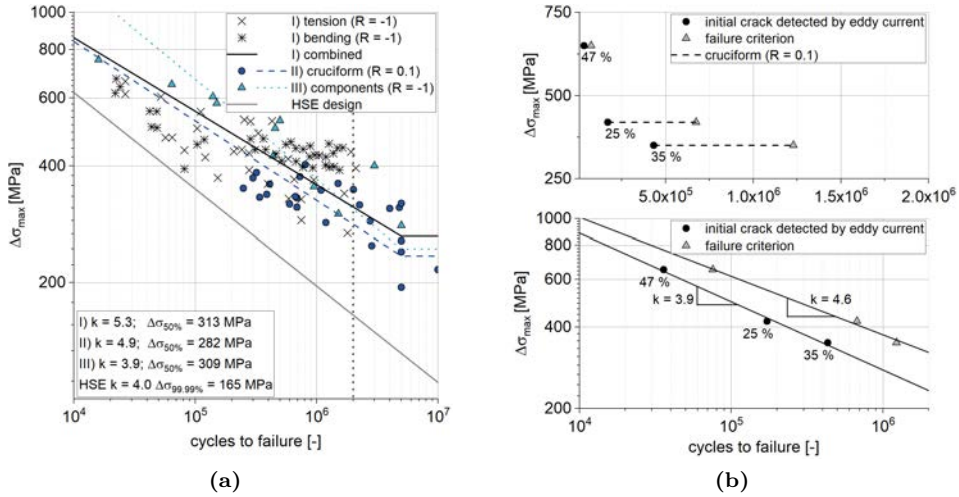 1000
800
600
400
200
Δσmax [MPa]
× I) tension (R = -1)
I) bending (R = -1)
I) combined
II) cruciform (R = 0.1)
III) components (R = -1)
HSE design
I) k = 5.3; Δσ50% = 313 MPa
II) k = 4.9; Δσ50% = 282 MPa
III) k = 3.9; Δσ50% = 309 MPa
HSE k = 4.0 Δσ99.99% = 165 MPa
10^4 10^5 10^6 10^7
cycles to failure [-]
(a)
750
500
250
Δσmax [MPa]
initial crack detected by eddy current
failure criterion
cruciform (R = 0.1)
47 %
25 %
35 %
5.0x10^5 1.0x10^6 1.5x10^6 2.0x10^6
1000
800
600
400
200
Δσmax [MPa]
initial crack detected by eddy current
failure criterion
47 %
k = 3.9
k = 4.6
25 %
35 %
10^4 10^5 10^6
cycles to failure [-]
(b)